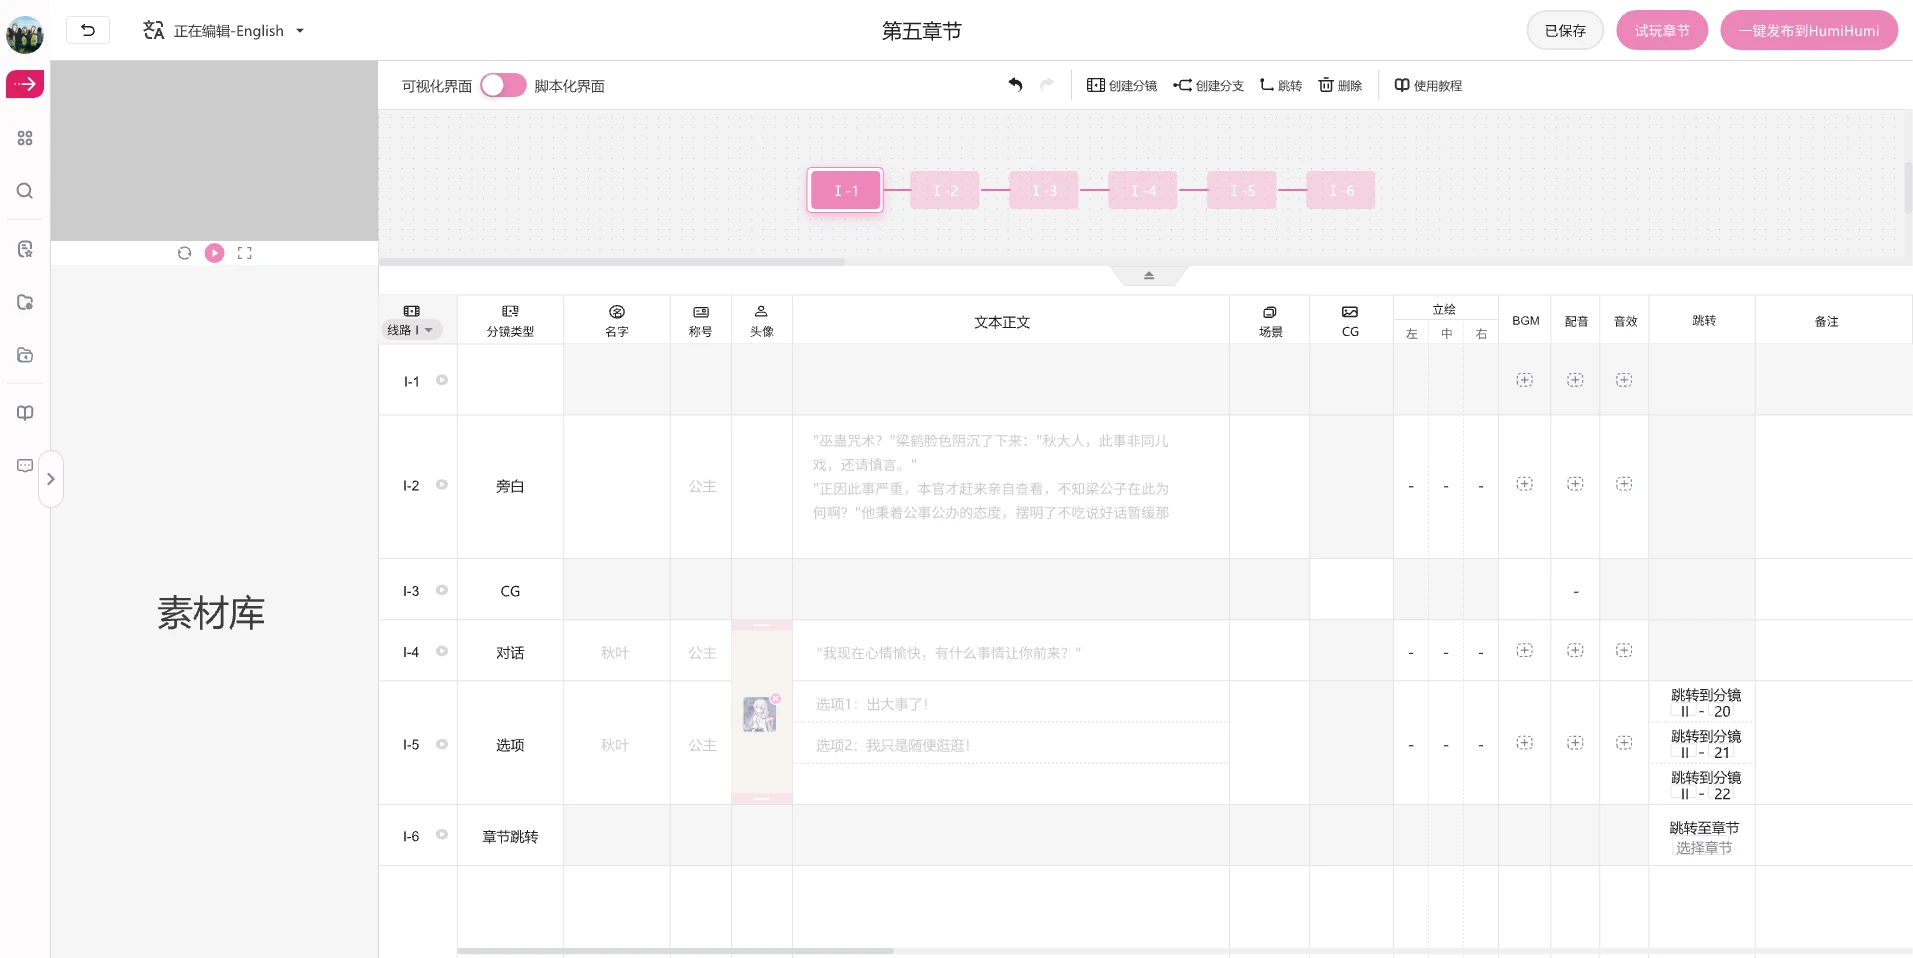 正在编辑-English
第五章节
已保存
试玩章节
一键发布到HumiHumi
可视化界面
脚本化界面
创建分镜
创建分支
跳转
删除
使用教程
I -1
I -2
I -3
I -4
I -5
I -6
素材库
线路 I
分镜类型
名字
称号
头像
文本正文
场景
CG
立绘
左
中
右
BGM
配音
音效
跳转
备注
I-1
I-2
旁白
公主
"巫蛊咒术？"梁鹤脸色阴沉了下来："秋大人，此事非同儿
戏，还请慎言。"
"正因此事严重，本官才赶来亲自查看，不知梁公子在此为
何啊？"他秉着公事公办的态度，摆明了不吃说好话暂缓那
- - -
I-3
CG
-
I-4
对话
秋叶
公主
"我现在心情愉快，有什么事情让你前来？"
- - -
I-5
选项
秋叶
公主
选项1：出大事了！
选项2：我只是随便逛逛！
- - -
跳转到分镜
II - 20
跳转到分镜
II - 21
跳转到分镜
II - 22
I-6
章节跳转
跳转至章节
选择章节